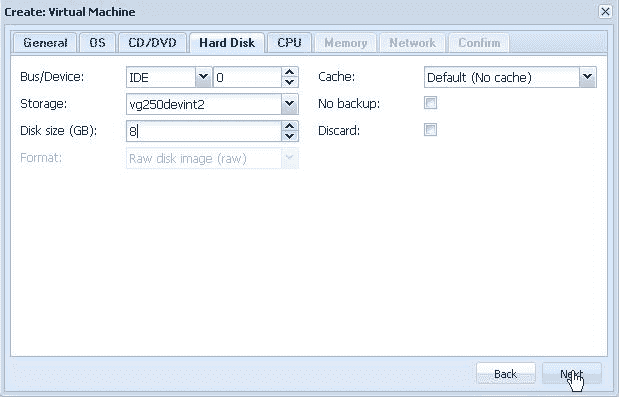 Create: Virtual Machine
General OS CD/DVD Hard Disk CPU Memory Network Confirm
Bus/Device: IDE 0 Cache: Default (No cache)
Storage: vg250devint2 No backup:
Disk size (GB): 8 Discard:
Format: Raw disk image (raw)
Back Next